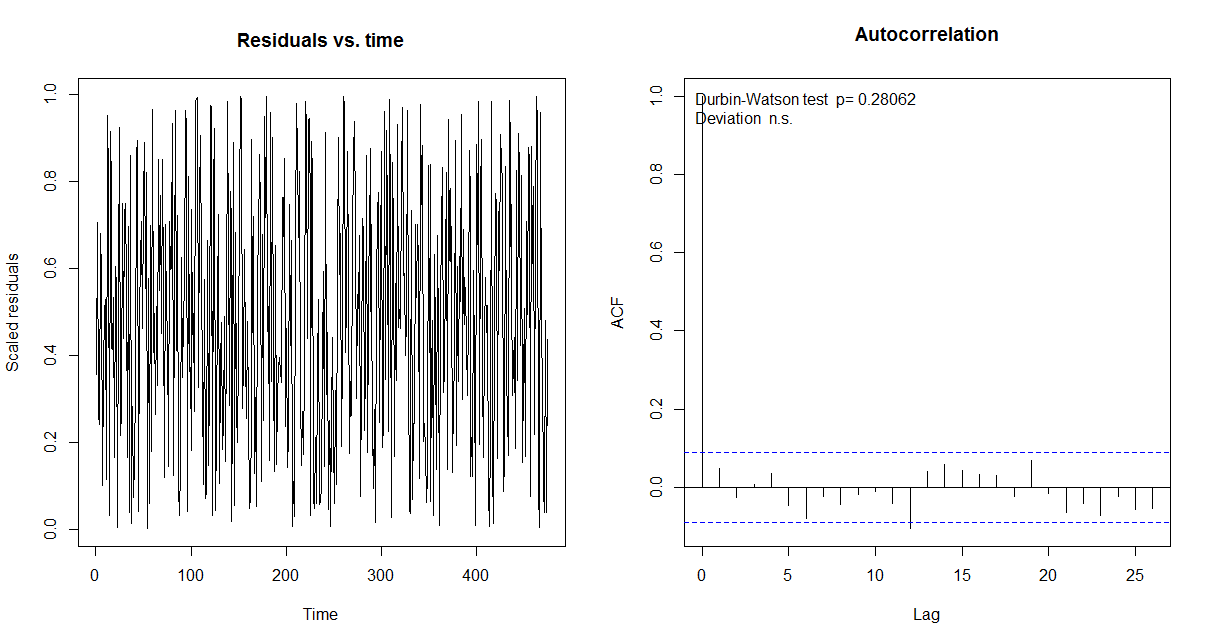 Residuals vs. time
Scaled residuals
1.0
0.8
0.6
0.4
0.2
0.0
0 100 200 300 400
Time
Autocorrelation
Durbin-Watson test p= 0.28062
Deviation n.s.
ACF
1.0
0.8
0.6
0.4
0.2
0.0
0 5 10 15 20 25
Lag